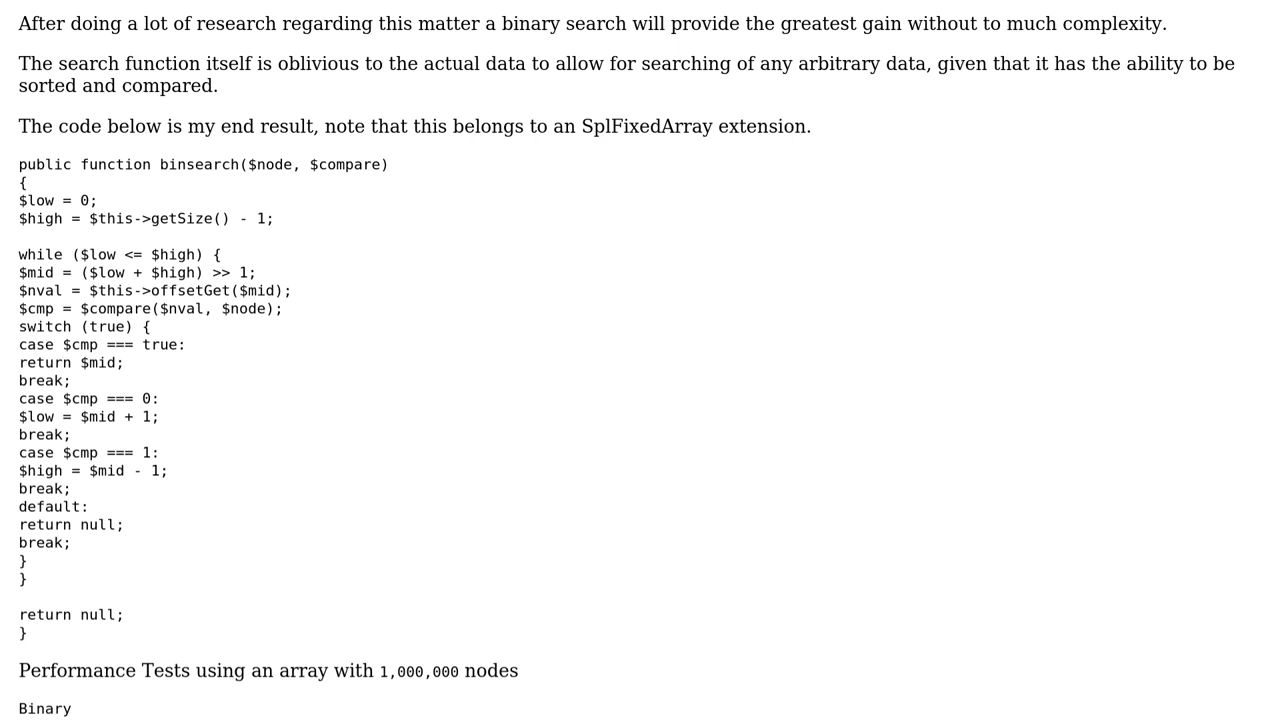 After doing a lot of research regarding this matter a binary search will provide the greatest gain without to much complexity.
The search function itself is oblivious to the actual data to allow for searching of any arbitrary data, given that it has the ability to be
sorted and compared.
The code below is my end result, note that this belongs to an SplFixedArray extension.
public function binsearch($node, $compare)
{
$low = 0;
$high = $this->getSize() - 1;
while ($low <= $high) {
$mid = ($low + $high) >> 1;
$nval = $this->offsetGet($mid);
$cmp = $compare($nval, $node);
switch (true) {
case $cmp === true:
return $mid;
break;
case $cmp === 0:
$low = $mid + 1;
break;
case $cmp === 1:
$high = $mid - 1;
break;
default:
return null;
break;
}
}
return null;
}
Performance Tests using an array with 1,000,000 nodes
Binary